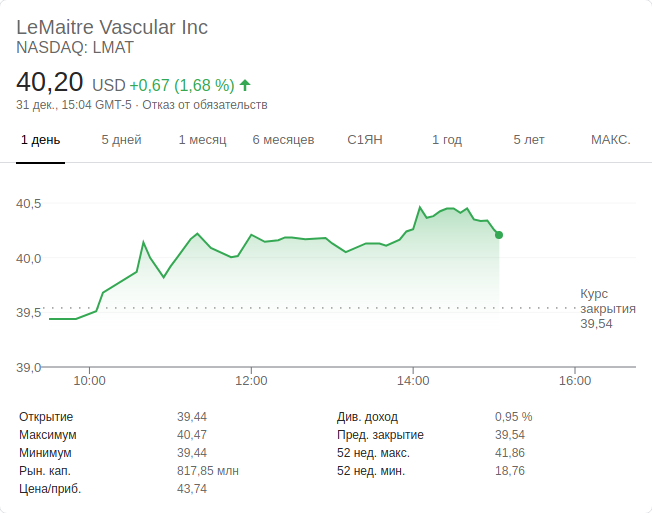 LeMaitre Vascular Inc
NASDAQ: LMAT
40,20 USD +0,67 (1,68 %)
31 дек., 15:04 GMT-5 · Отказ от обязательств
1 день 5 дней 1 месяц 6 месяцев С1ЯН 1 год 5 лет МАКС.
40,5
40,0
39,5
39,0
Курс
закрытия
39,54
10:00 12:00 14:00 16:00
Открытие 39,44 Див. доход 0,95 %
Максимум 40,47 Пред. закрытие 39,54
Минимум 39,44 52 нед. макс. 41,86
Рын. кап. 817,85 млн 52 нед. мин. 18,76
Цена/приб. 43,74